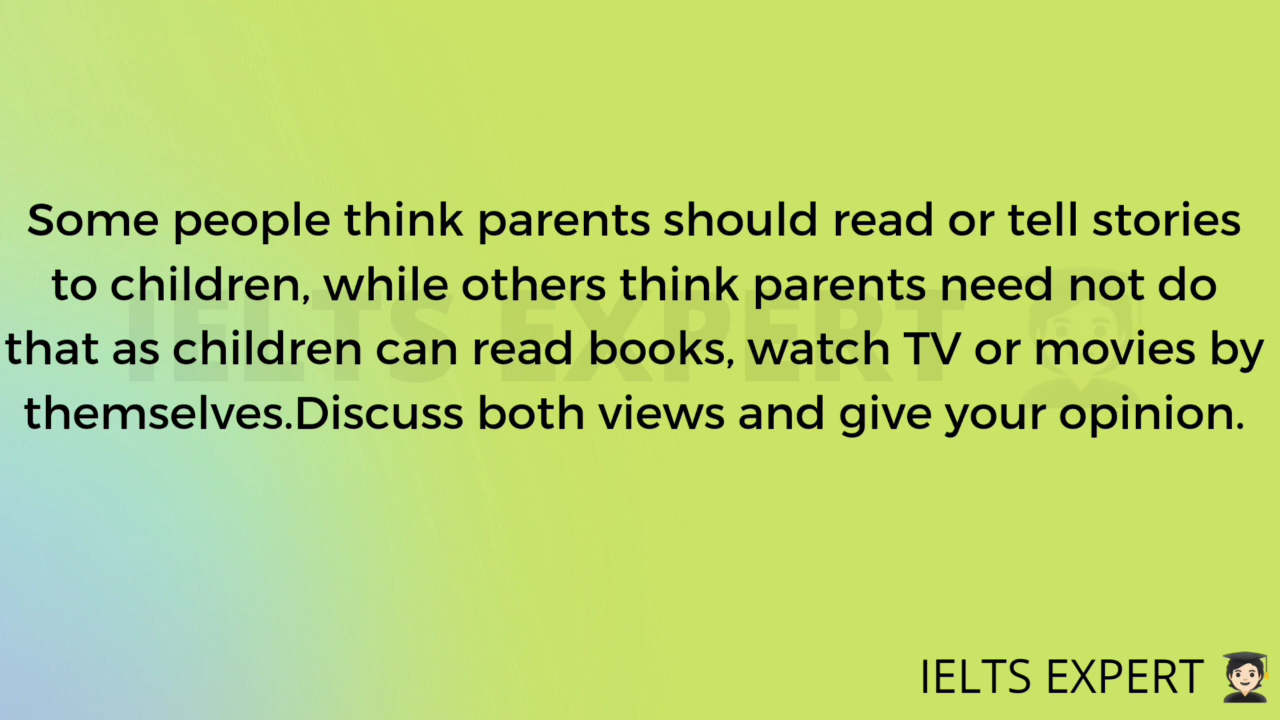 Some people think parents should read or tell stories
to children, while others think parents need not do
that as children can read books, watch TV or movies by
themselves.Discuss both views and give your opinion.
IELTS EXPERT
IELTS EXPERT